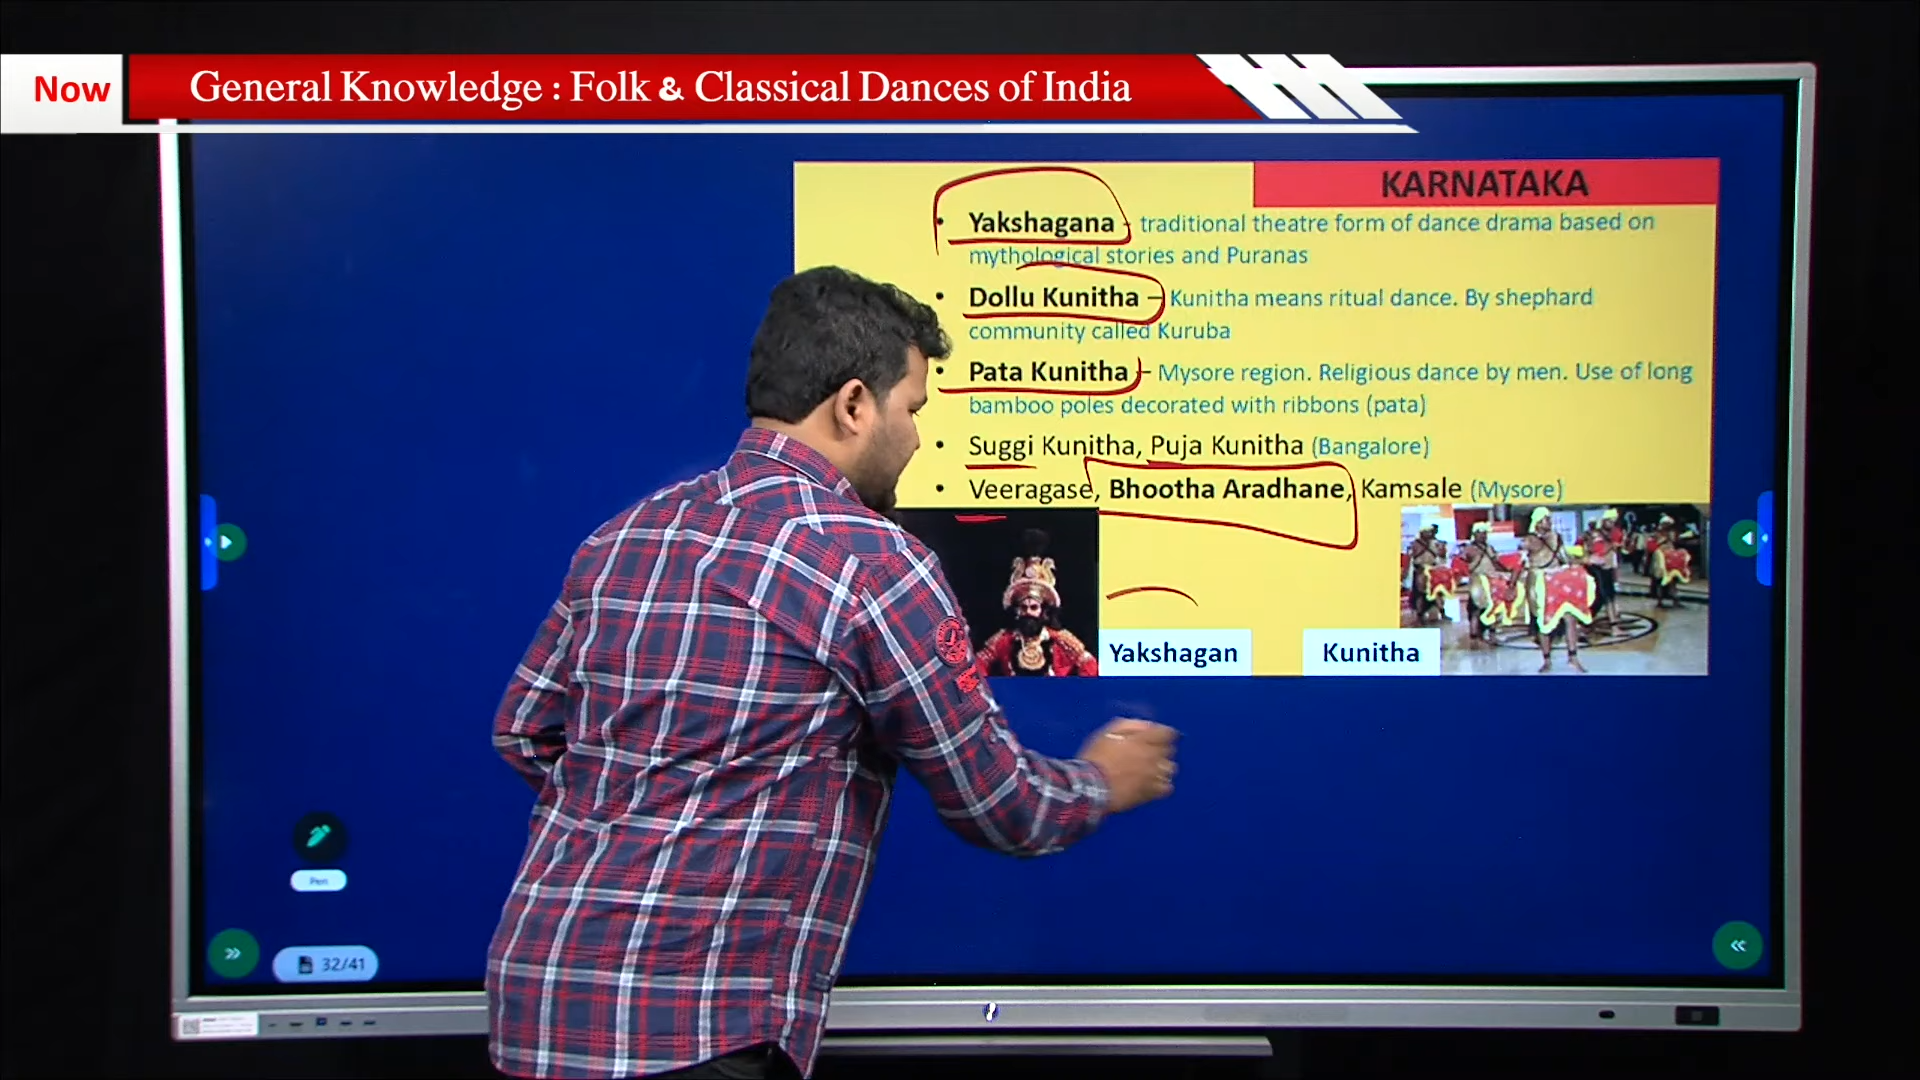 Now
General Knowledge : Folk & Classical Dances of India
KARNATAKA
• Yakshagana - traditional theatre form of dance drama based on
mythological stories and Puranas
• Dollu Kunitha – Kunitha means ritual dance. By shephard
community called Kuruba
• Pata Kunitha – Mysore region. Religious dance by men. Use of long
bamboo poles decorated with ribbons (pata)
• Suggi Kunitha, Puja Kunitha (Bangalore)
• Veeragase, Bhootha Aradhane, Kamsale (Mysore)
Yakshagan
Kunitha
Pen
32/41